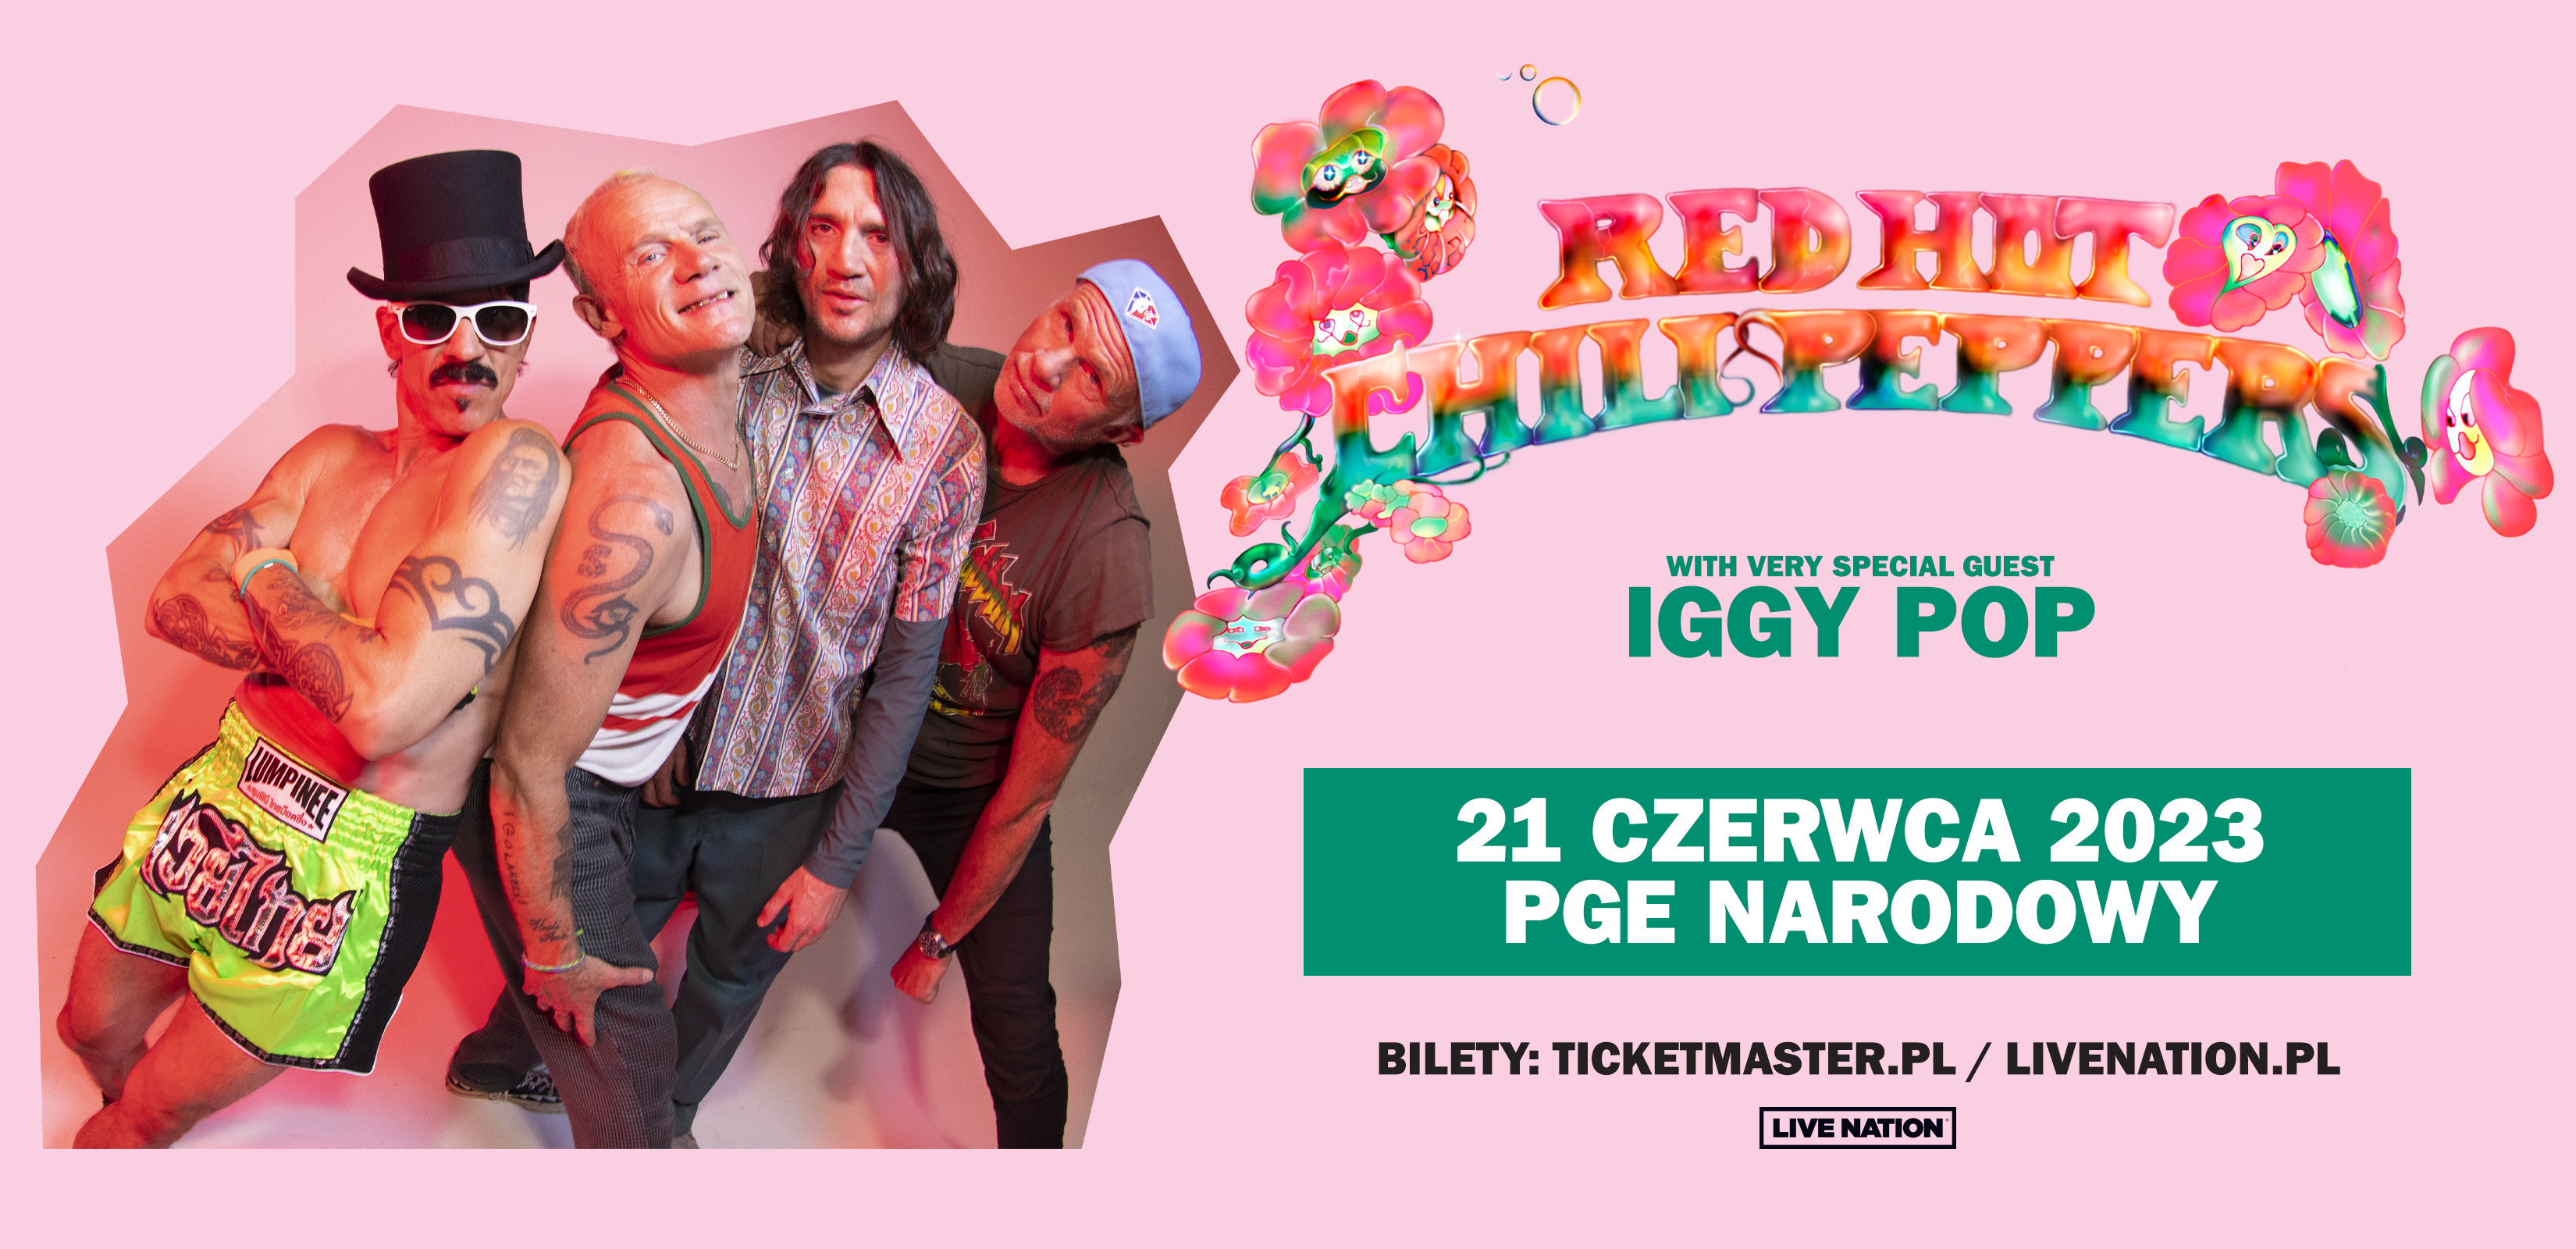 RED HOT
CHILI PEPPERS
WITH VERY SPECIAL GUEST
IGGY POP
21 CZERWCA 2023
PGE NARODOWY
BILETY: TICKETMASTER.PL / LIVENATION.PL
LIVE NATION
LUMPINEE